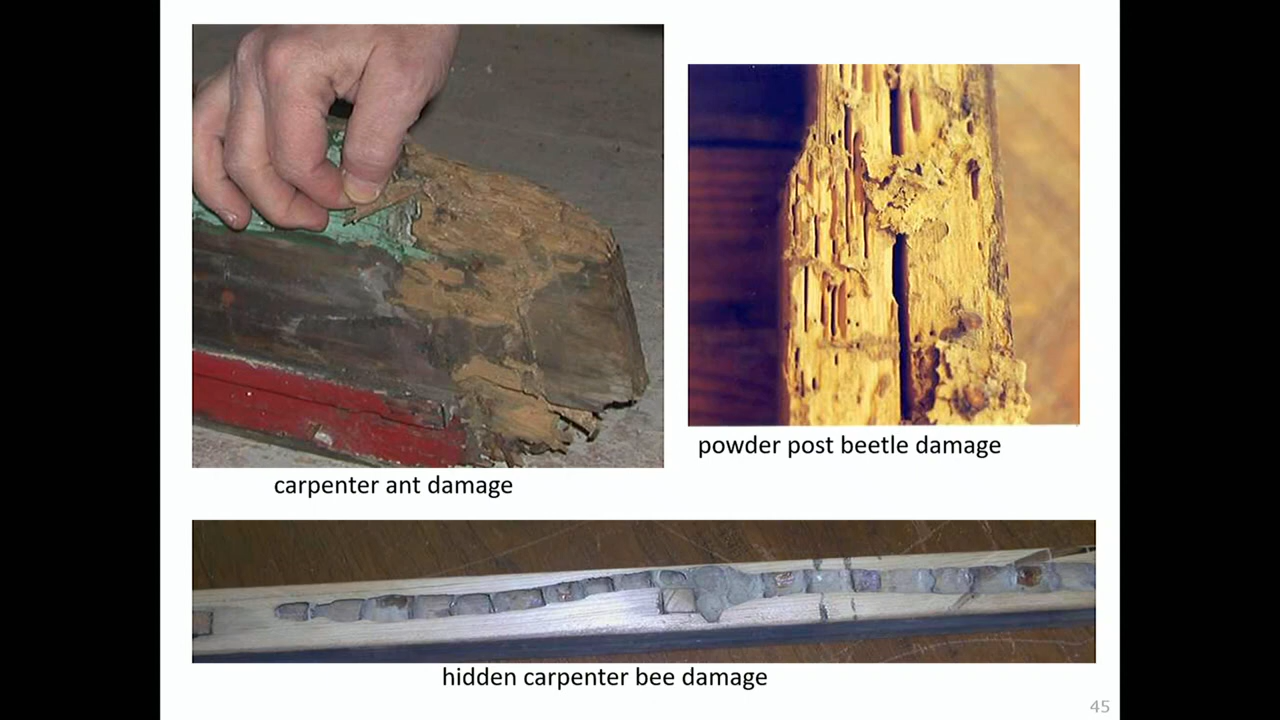 powder post beetle damage
carpenter ant damage
hidden carpenter bee damage
45